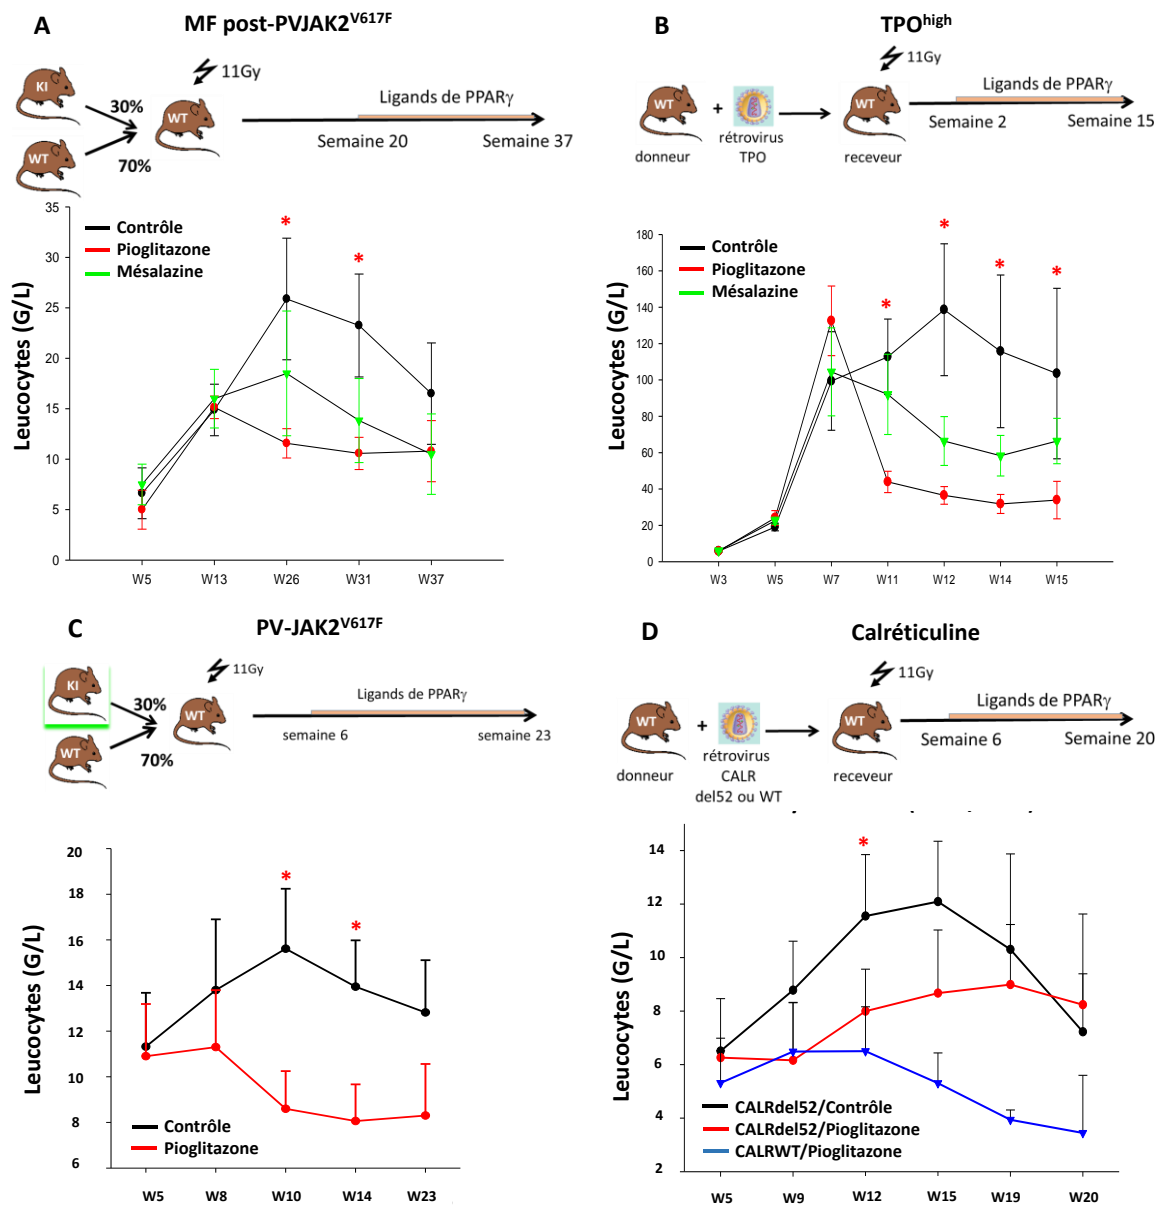 A
MF post-PVJAK2V617F
11Gy
KI
WT
30%
70%
WT
Ligands de PPARγ
Semaine 20
Semaine 37
Leucocytes (G/L)
35
30
25
20
15
10
5
0
Contrôle
Pioglitazone
Mésalazine
*
*
W5 W13 W26 W31 W37
B
TPOhigh
11Gy
WT
+
WT
donneur
rétrovirus
TPO
receveur
Ligands de PPARγ
Semaine 2
Semaine 15
Leucocytes (G/L)
180
160
140
120
100
80
60
40
20
0
Contrôle
Pioglitazone
Mésalazine
*
*
*
*
W3 W5 W7 W11 W12 W14 W15
C
PV-JAK2V617F
11Gy
KI
WT
30%
70%
WT
Ligands de PPARγ
semaine 6
semaine 23
Leucocytes (G/L)
20
18
16
14
12
10
8
6
*
*
Contrôle
Pioglitazone
W5 W8 W10 W14 W23
D
Calréticuline
11Gy
WT
+
WT
donneur
rétrovirus
CALR
del52 ou WT
receveur
Ligands de PPARγ
Semaine 6
Semaine 20
Leucocytes (G/L)
14
12
10
8
6
4
2
*
CALRdel52/Contrôle
CALRdel52/Pioglitazone
CALRWT/Pioglitazone
W5 W9 W12 W15 W19 W20